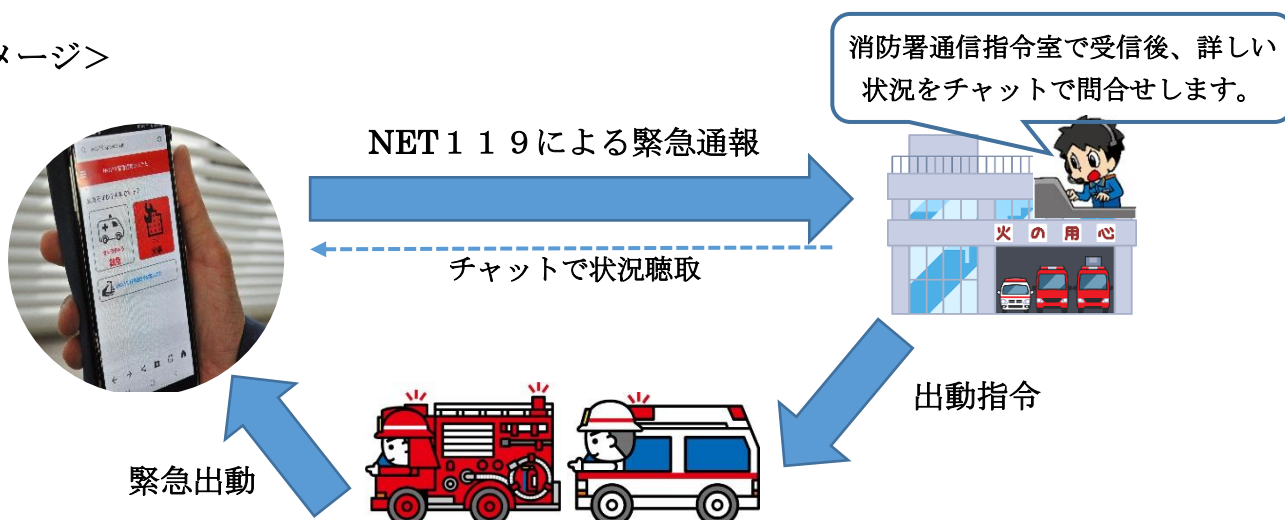 メージ＞
消防署通信指令室で受信後、詳しい
状況をチャットで問合せします。
NET１１９による緊急通報
チャットで状況聴取
火の用心
出動指令
緊急出動